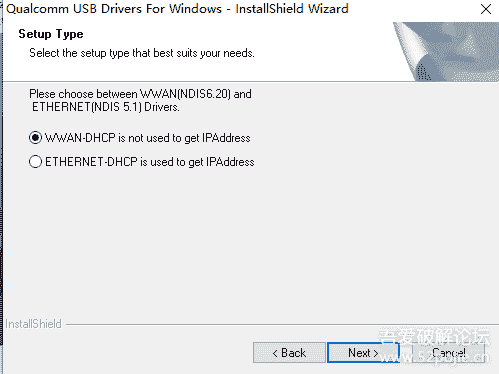 Qualcomm USB Drivers For Windows - InstallShield Wizard
Setup Type
Select the setup type that best suits your needs.
Plese choose between WWAN(NDIS6.20) and
ETHERNET(NDIS 5.1) Drivers.
WWAN-DHCP is not used to get IPAddress
ETHERNET-DHCP is used to get IPAddress
InstallShield
< Back
Next >
Cancel
吾爱破解论坛
www.52pojie.cn